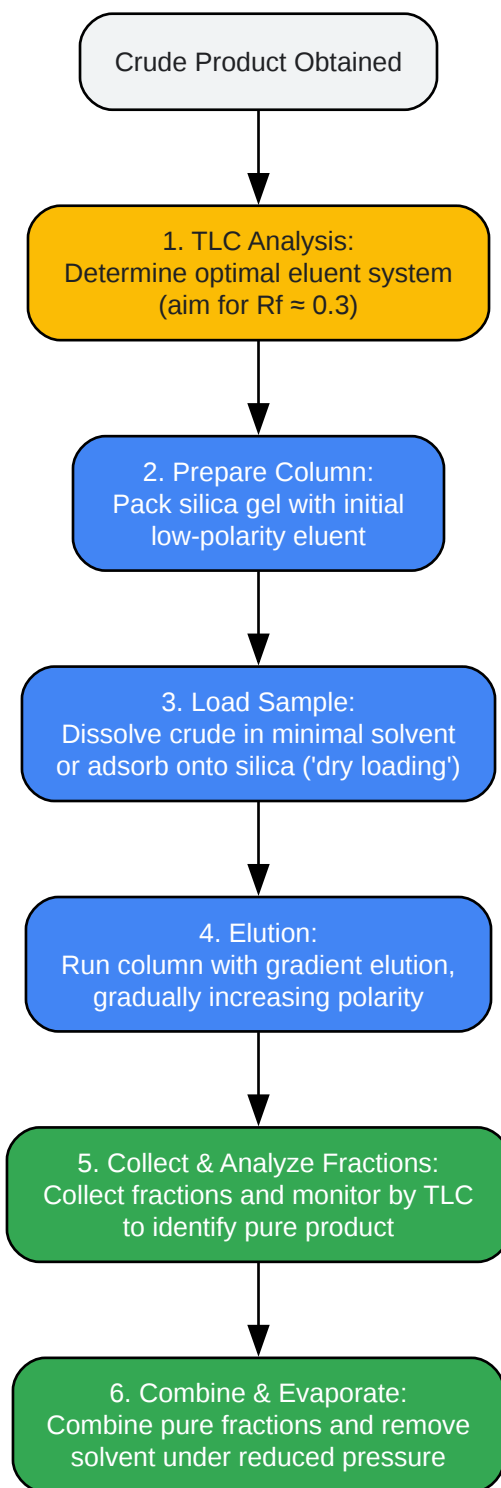 Crude Product Obtained
1. TLC Analysis:
Determine optimal eluent system
(aim for Rf ≈ 0.3)
2. Prepare Column:
Pack silica gel with initial
low-polarity eluent
3. Load Sample:
Dissolve crude in minimal solvent
or adsorb onto silica ('dry loading')
4. Elution:
Run column with gradient elution,
gradually increasing polarity
5. Collect & Analyze Fractions:
Collect fractions and monitor by TLC
to identify pure product
6. Combine & Evaporate:
Combine pure fractions and remove
solvent under reduced pressure